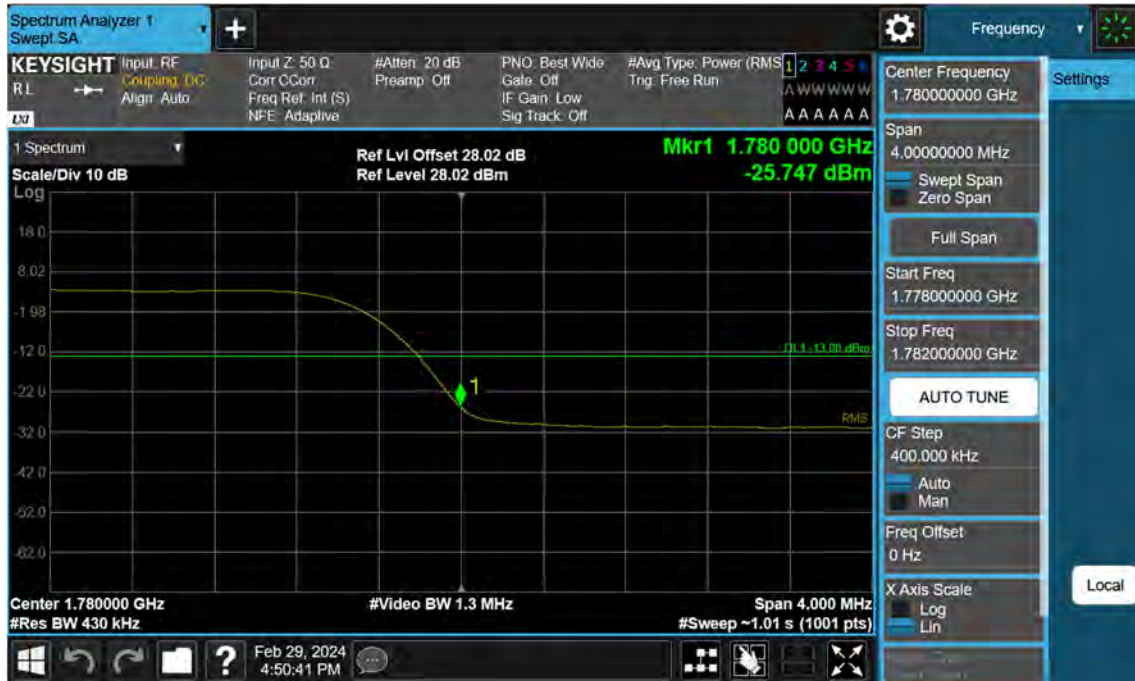 Spectrum Analyzer 1
Swept SA
+
Frequency
KEYSIGHT
RL
LXI
Input: RF
Coupling: DC
Align: Auto
Input Z: 50 Ω
Corr CCorr
Freq Ref: Int (S)
NFE: Adaptive
#Atten: 20 dB
Preamp: Off
PNO: Best Wide
Gate: Off
IF Gain: Low
Sig Track: Off
#Avg Type: Power (RMS
Trig: Free Run
1 2 3 4 5 6
A W W W W W
A A A A A A
1 Spectrum
Scale/Div 10 dB
Ref Lvl Offset 28.02 dB
Ref Level 28.02 dBm
Mkr1 1.780 000 GHz
-25.747 dBm
Log
18.0
8.02
-1.98
-12.0
-22.0
-32.0
-42.0
-52.0
-62.0
DL1 -13.00 dBm
1
RMS
Center 1.780000 GHz
#Res BW 430 kHz
#Video BW 1.3 MHz
Span 4.000 MHz
#Sweep ~1.01 s (1001 pts)
Center Frequency
1.780000000 GHz
Settings
Span
4.00000000 MHz
Swept Span
Zero Span
Full Span
Start Freq
1.778000000 GHz
Stop Freq
1.782000000 GHz
AUTO TUNE
CF Step
400.000 kHz
Auto
Man
Freq Offset
0 Hz
X Axis Scale
Log
Lin
Local
?
Feb 29, 2024
4:50:41 PM